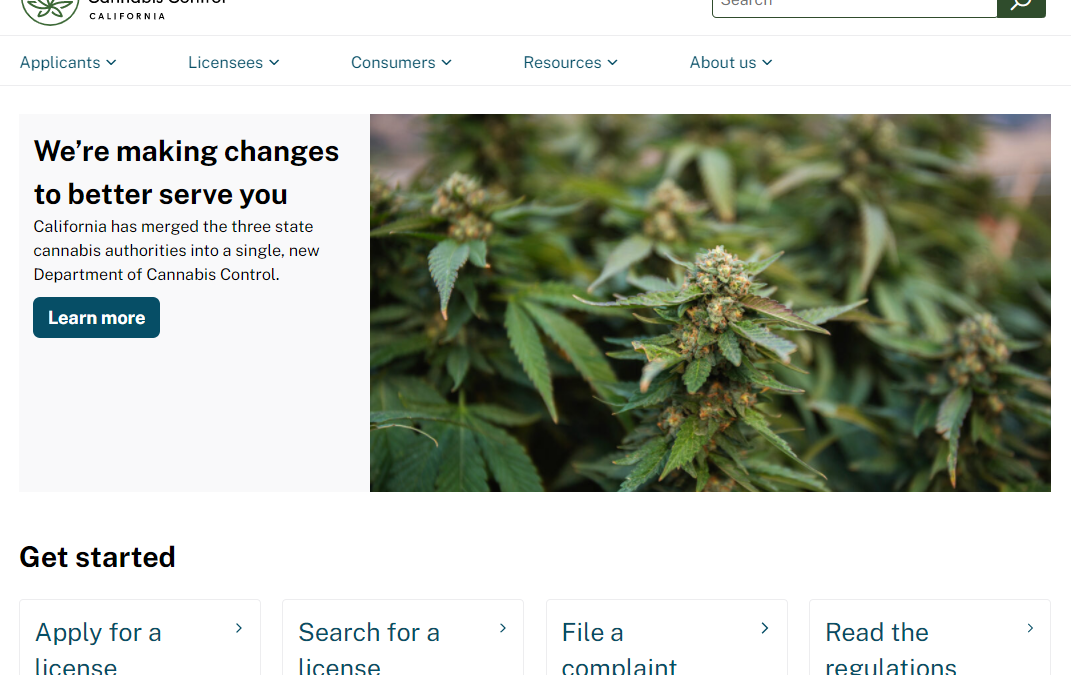 Cannabis Control
CALIFORNIA
Search
Applicants
Licensees
Consumers
Resources
About us
We’re making changes
to better serve you
California has merged the three state
cannabis authorities into a single, new
Department of Cannabis Control.
Learn more
Get started
Apply for a
license
Search for a
license
File a
complaint
Read the
regulations